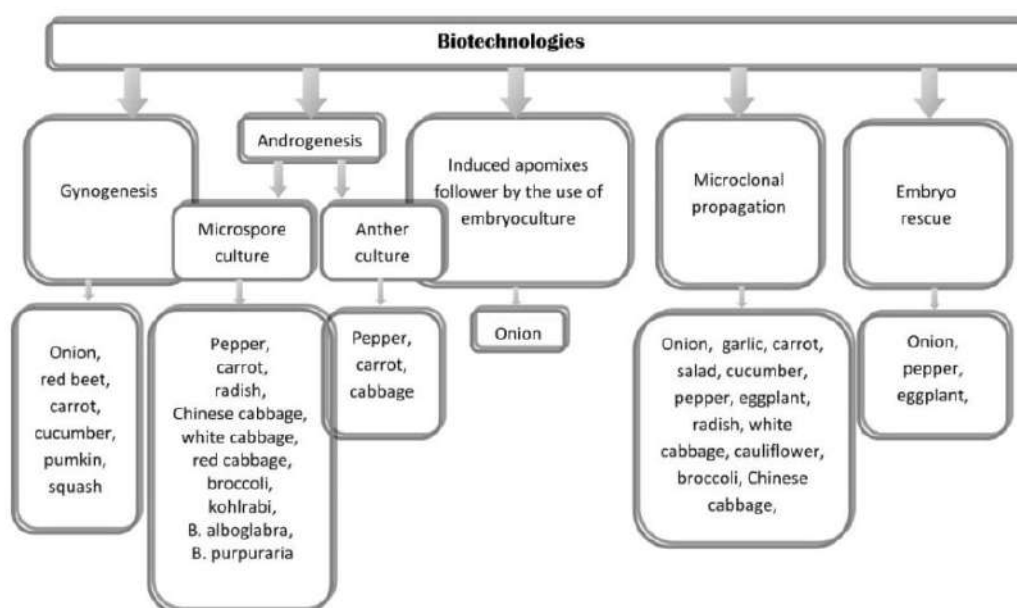 Biotechnologies
Gynogenesis
Androgenesis
Microspore
culture
Anther
culture
Induced apomixes
follower by the use of
embryoculture
Microclonal
propagation
Embryo
rescue
Onion,
red beet,
carrot,
cucumber,
pumkin,
squash
Pepper,
carrot,
radish,
Chinese cabbage,
white cabbage,
red cabbage,
broccoli,
kohlrabi,
B. alboglabra,
B. purpuraria
Pepper,
carrot,
cabbage
Onion
Onion, garlic, carrot,
salad, cucumber,
pepper, eggplant,
radish, white
cabbage, cauliflower,
broccoli, Chinese
cabbage,
Onion,
pepper,
eggplant,